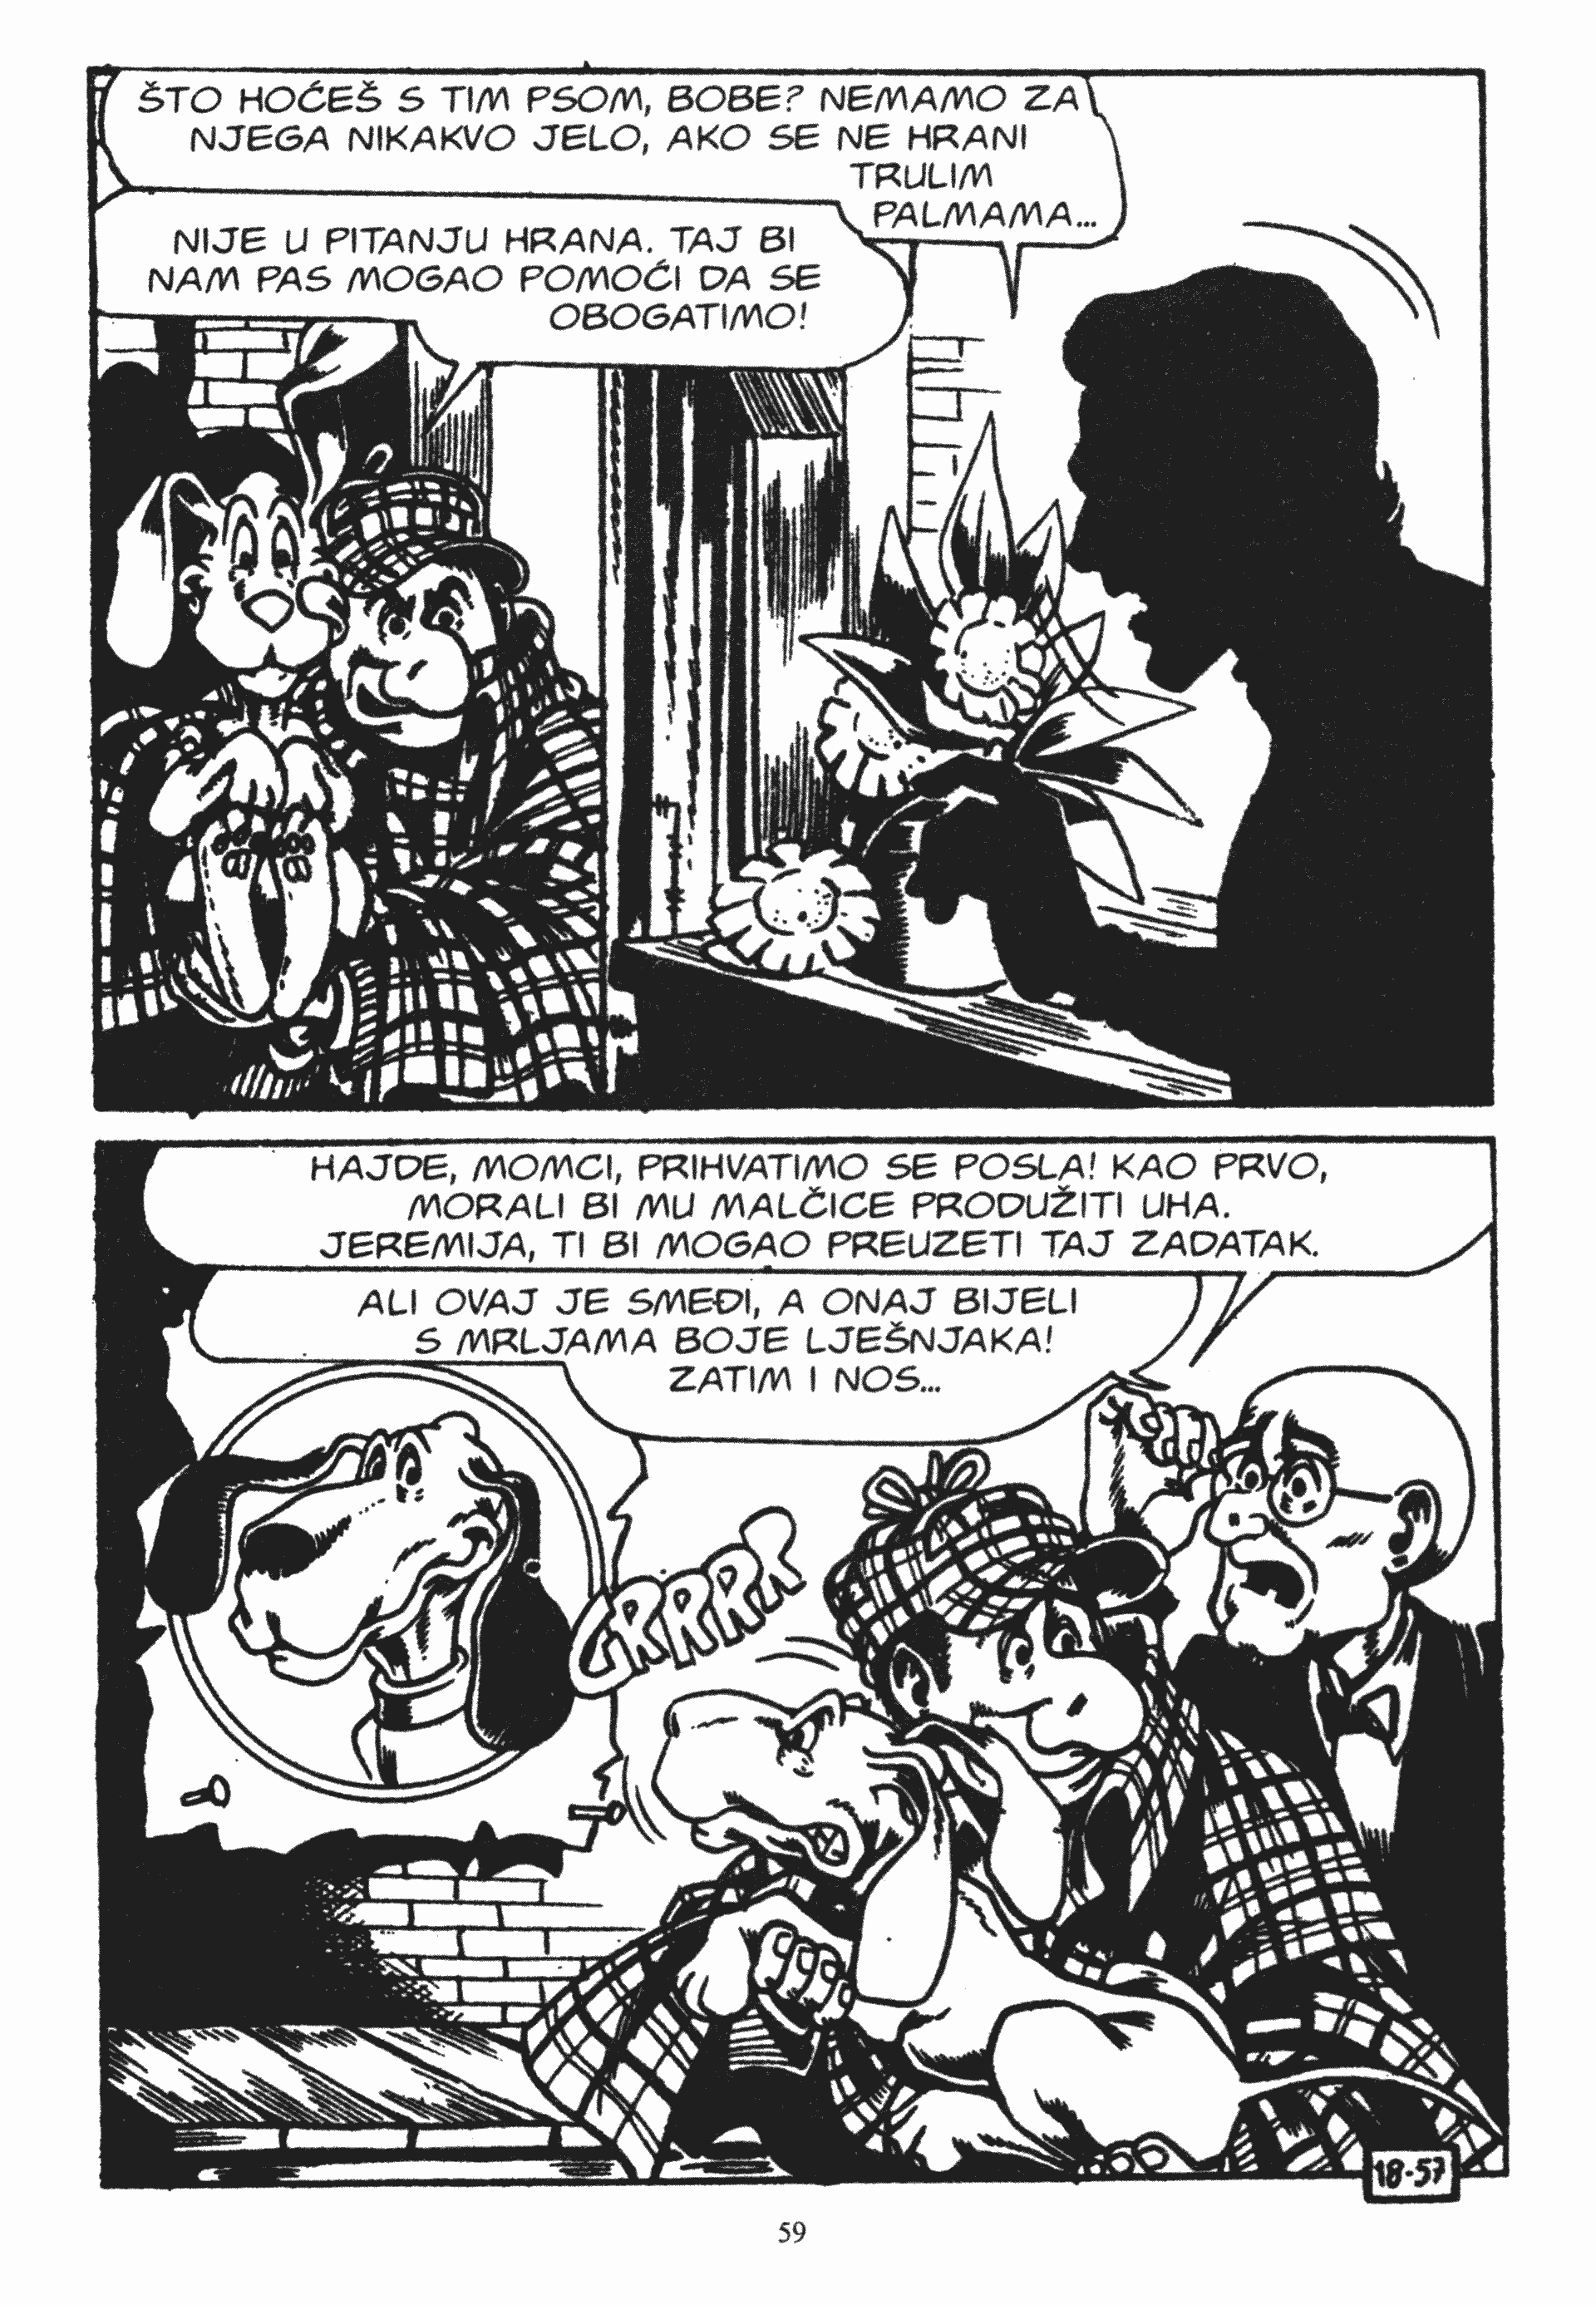 ŠTO HOĆEŠ S TIM PSOM, BOBE? NEMAMO ZA
NJEGA NIKAKVO JELO, AKO SE NE HRANI
TRULIM
PALMAMA...
NIJE U PITANJU HRANA. TAJ BI
NAM PAS MOGAO POMOĆI DA SE
OBOGATIMO!
HAJDE, MOMCI, PRIHVATIMO SE POSLA! KAO PRVO,
MORALI BI MU MALČICE PRODUŽITI UHA.
JEREMIJA, TI BI MOGAO PREUZETI TAJ ZADATAK.
ALI OVAJ JE SMEĐI, A ONAJ BIJELI
S MRLJAMA BOJE LJEŠNJAKA!
ZATIM I NOS...
GRRRR
18-57
59